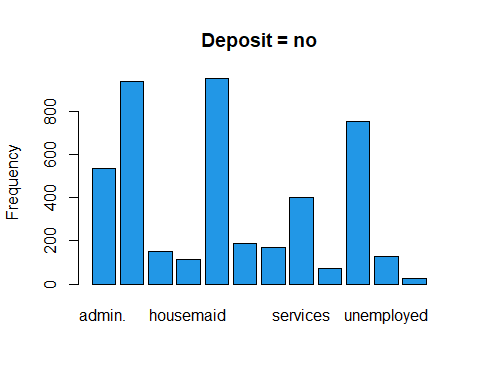 Deposit = no
Frequency
800
600
400
200
0
admin. housemaid services unemployed